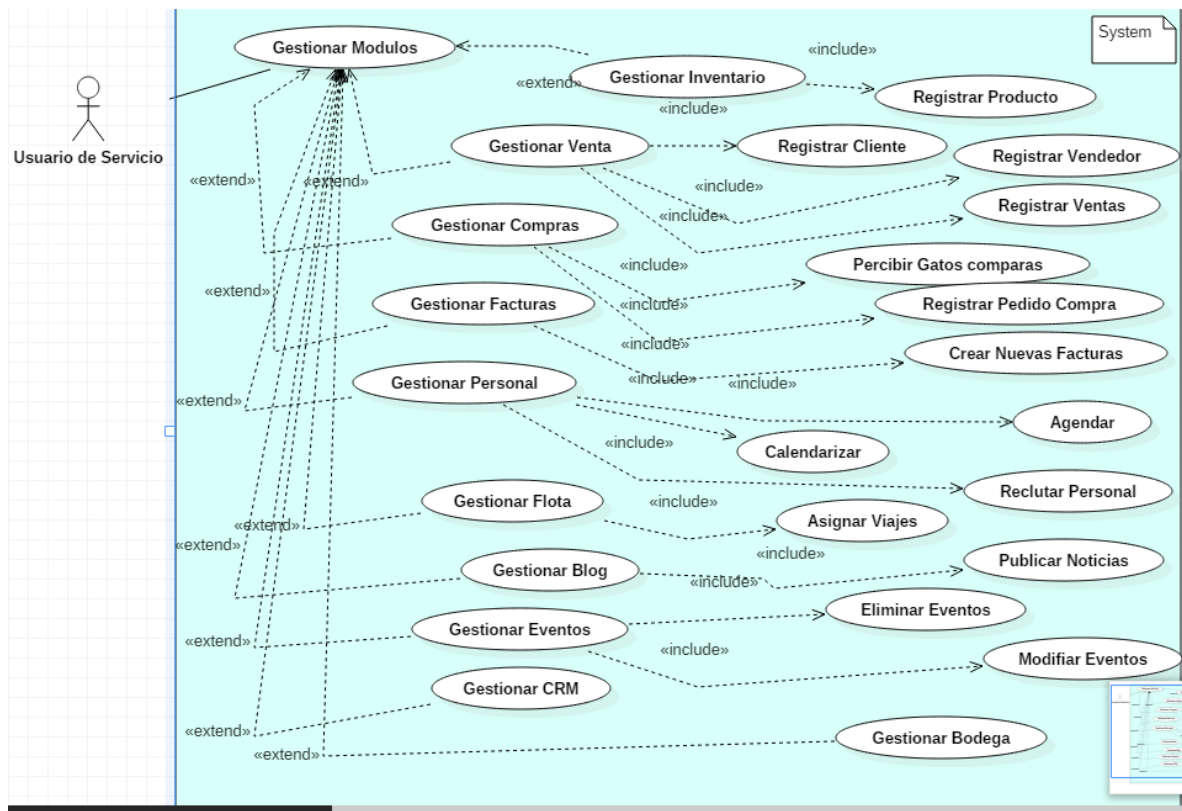 Gestionar Modulos
«include»
System
Gestionar Inventario
«extend»
Registrar Producto
«include»
Usuario de Servicio
Gestionar Venta
Registrar Cliente
Registrar Vendedor
«extend»
«extend»
«include»
Registrar Ventas
«include»
Gestionar Compras
«include»
Percibir Gatos comparas
«extend»
Gestionar Facturas
«include»
Registrar Pedido Compra
«include»
Crear Nuevas Facturas
Gestionar Personal
«include»
«include»
«extend»
Agendar
«include»
Calendarizar
Gestionar Flota
«include»
Reclutar Personal
«extend»
Asignar Viajes
«extend»
«include»
Gestionar Blog
«include»
Publicar Noticias
Eliminar Eventos
Gestionar Eventos
«extend»
«include»
Modifiar Eventos
Gestionar CRM
«extend»
Gestionar Bodega
«extend»